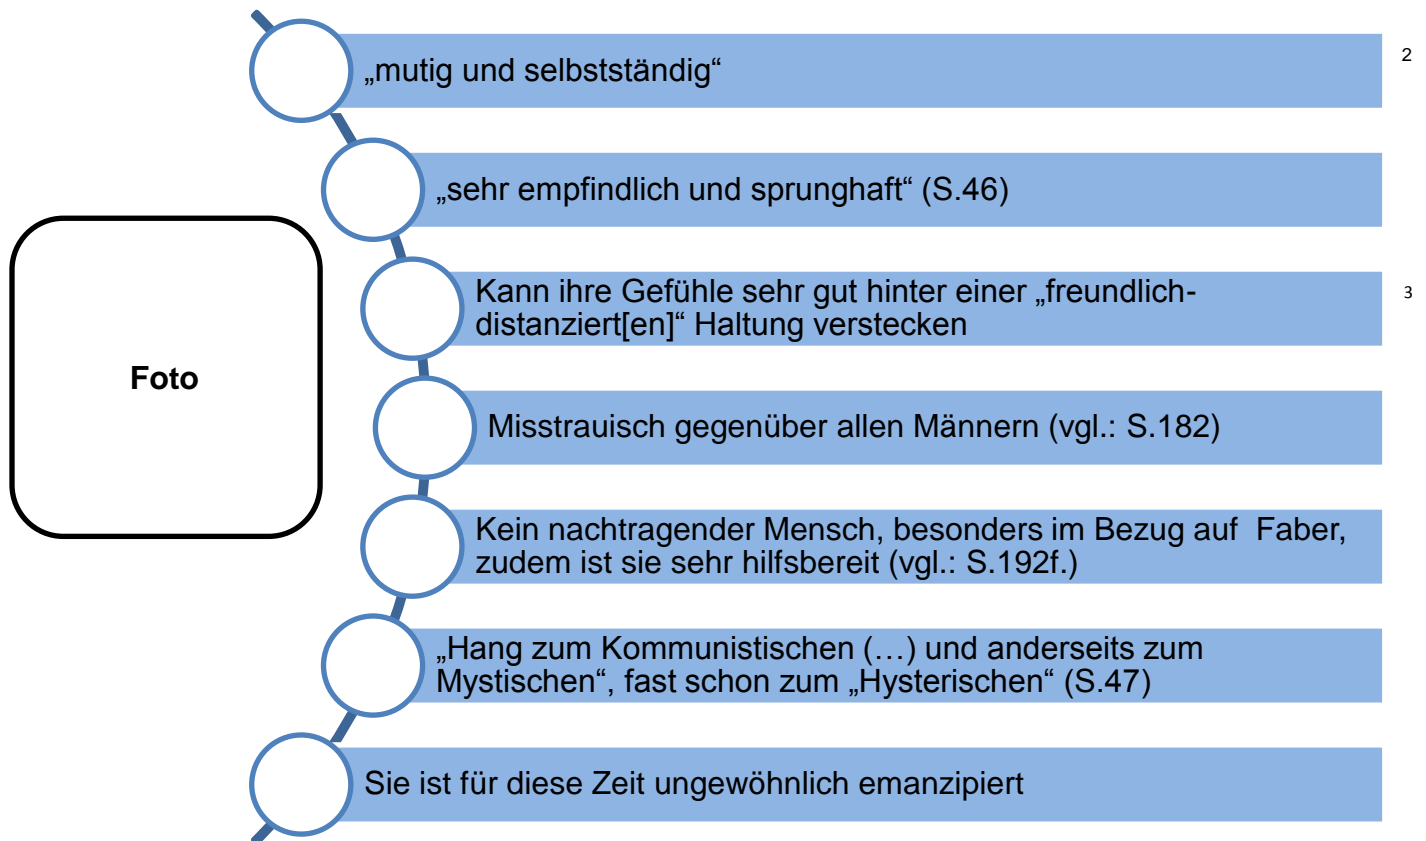 „mutig und selbstständig“
2
„sehr empfindlich und sprunghaft“ (S.46)
Kann ihre Gefühle sehr gut hinter einer „freundlich-
distanziert[en]“ Haltung verstecken
3
Foto
Misstrauisch gegenüber allen Männern (vgl.: S.182)
Kein nachtragender Mensch, besonders im Bezug auf  Faber,
zudem ist sie sehr hilfsbereit (vgl.: S.192f.)
„Hang zum Kommunistischen (…) und anderseits zum
Mystischen“, fast schon zum „Hysterischen“ (S.47)
Sie ist für diese Zeit ungewöhnlich emanzipiert